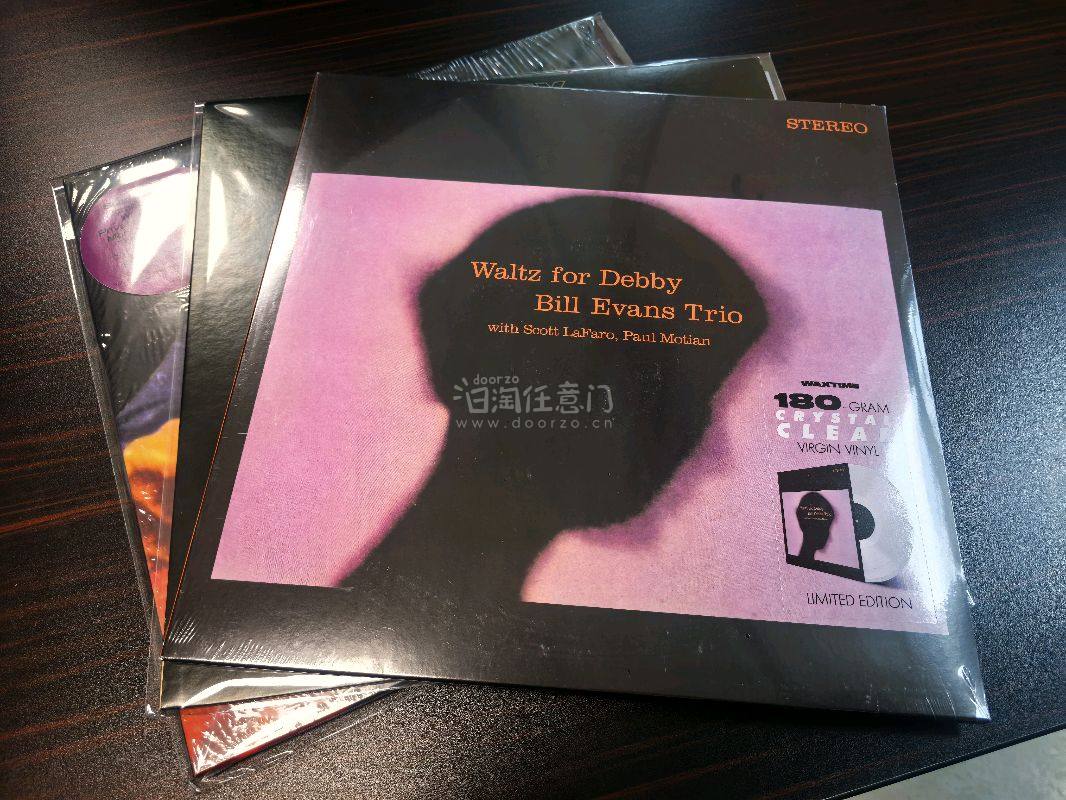 STEREO
Waltz for Debby
Bill Evans Trio
with Scott LaFaro, Paul Motian
doorzo
汩淘任意门
www.doorzo.cn
WAXTIME
180-GRAM
CRYSTAL
CLEAR
VIRGIN VINYL
LIMITED EDITION